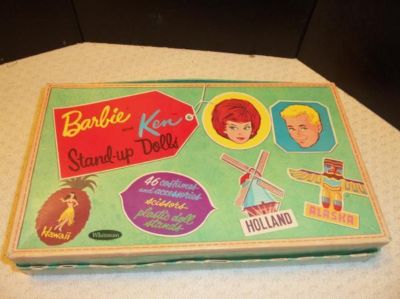 Barbie
AND Ken
Stand-up Dolls
46 costumes
and accessories
scissors
plastic doll
stands
HOLLAND
ALASKA
Hawaii
Whitman